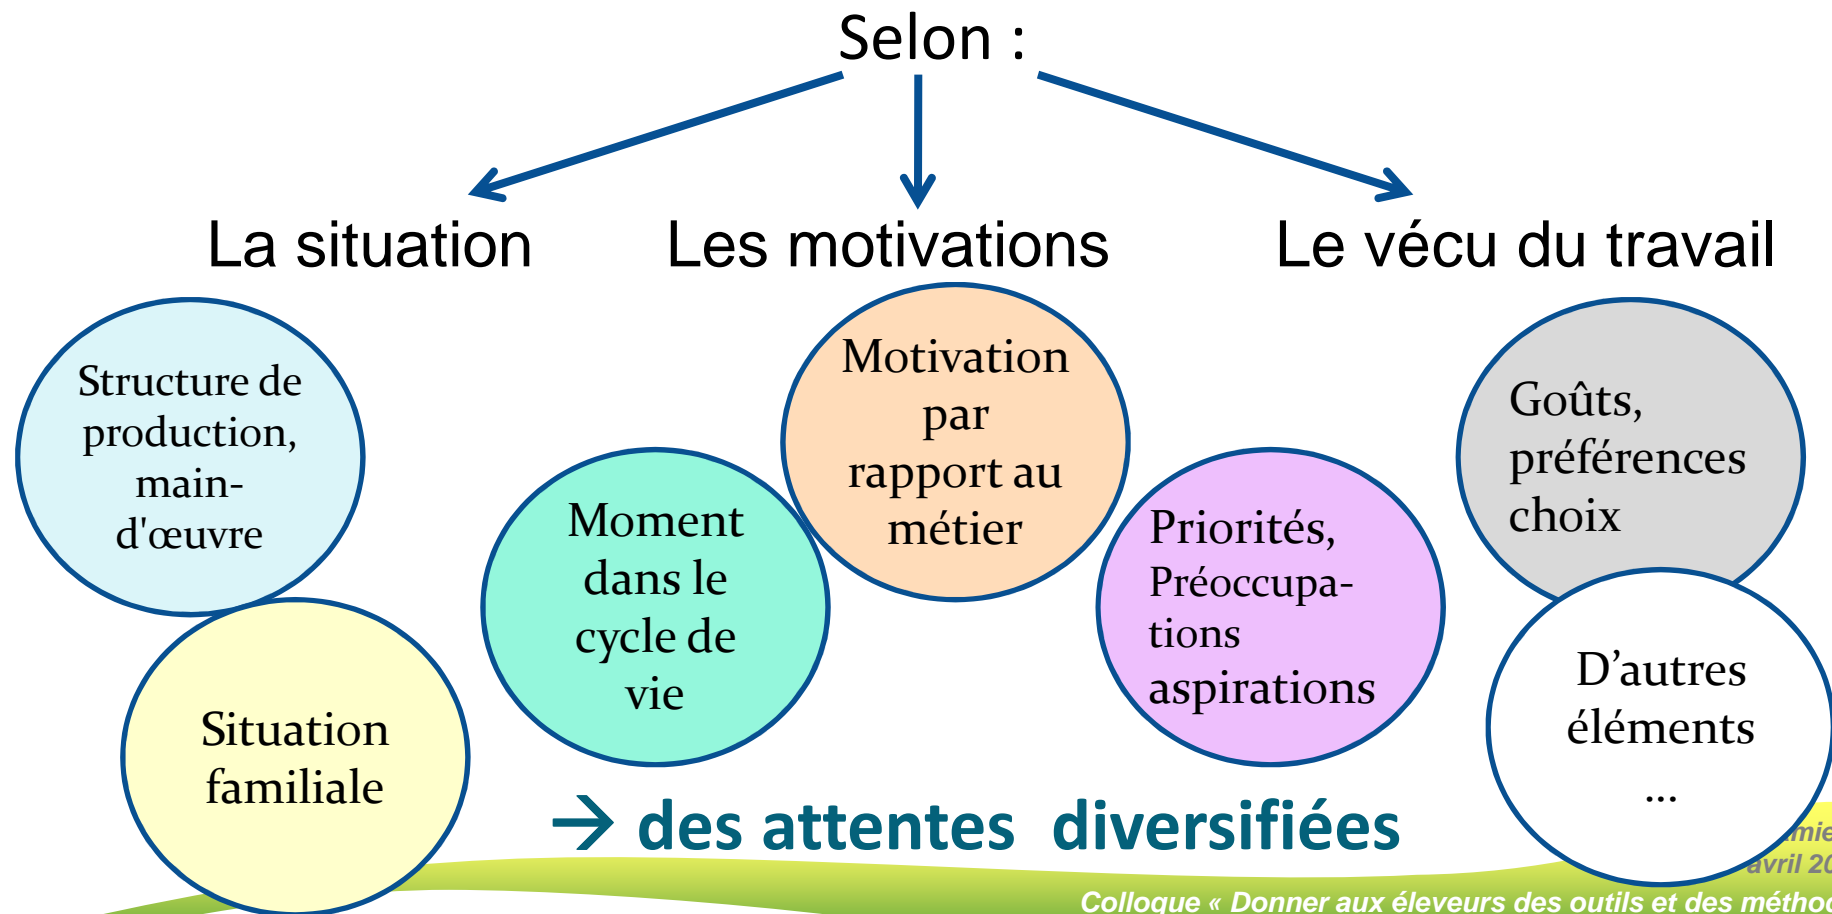 Selon :
La situation
Les motivations
Le vécu du travail
Structure de
production,
main-
d'œuvre
Situation
familiale
Moment
dans le
cycle de
vie
Motivation
par
rapport au
métier
Priorités,
Préoccupa-
tions
aspirations
Goûts,
préférences
choix
D’autres
éléments
...
→ des attentes diversifiées
avril
Colloque « Donner aux éleveurs des outils et des